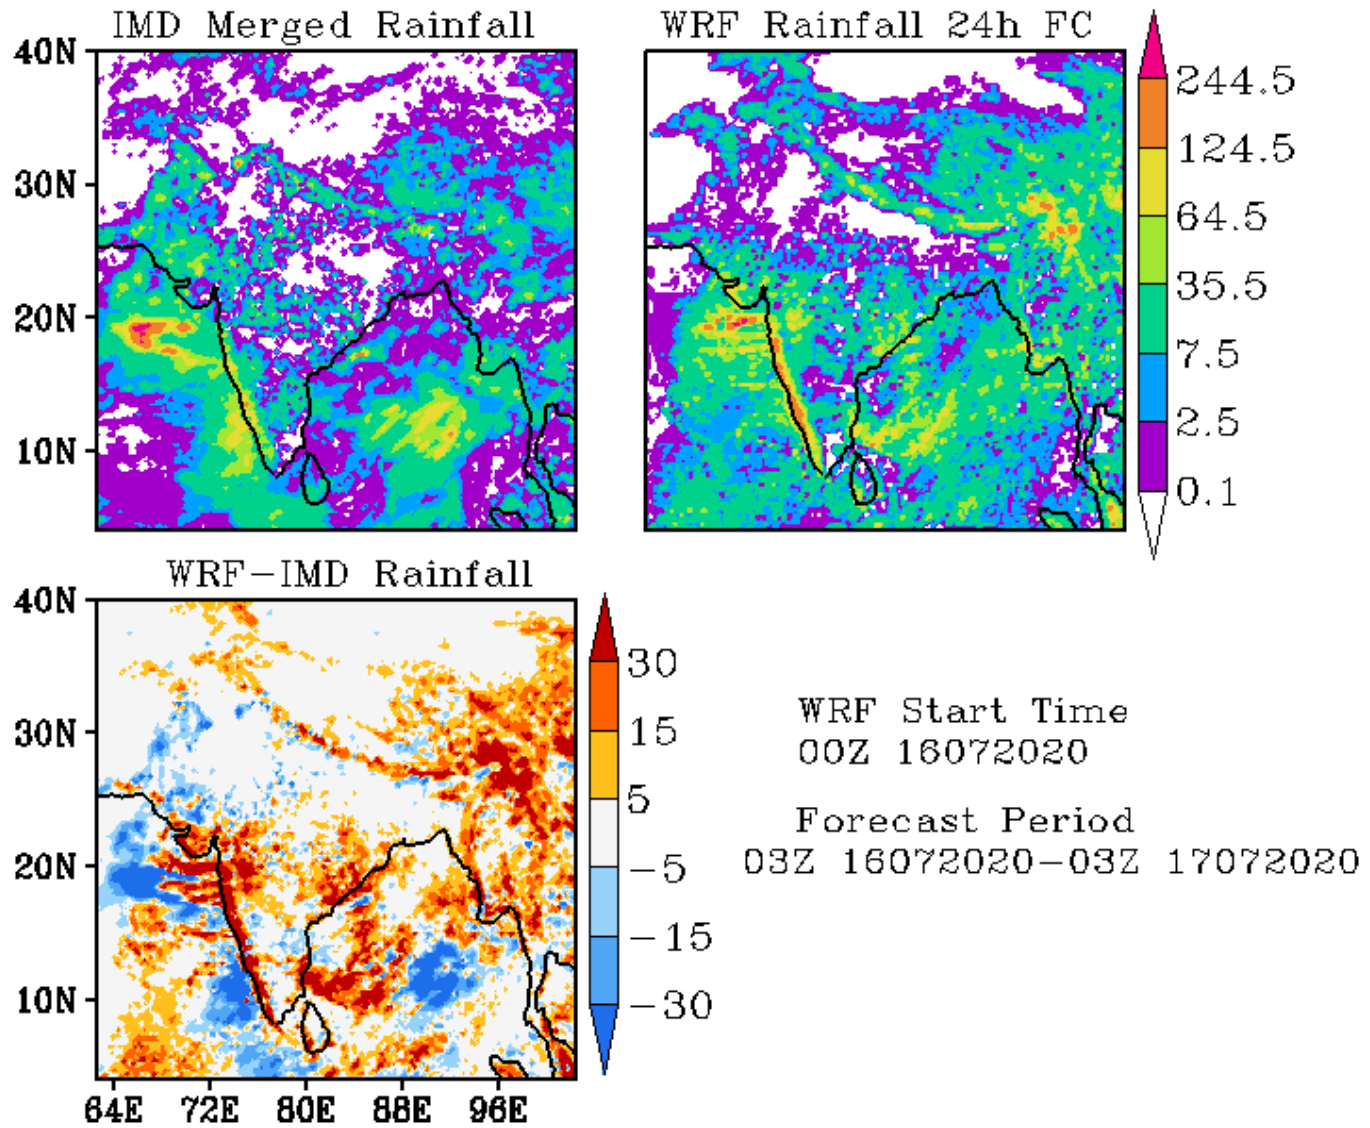 IMD Merged Rainfall
WRF Rainfall 24h FC
40N
30N
20N
10N
244.5
124.5
64.5
35.5
7.5
2.5
0.1
WRF-IMD Rainfall
40N
30N
20N
10N
64E 72E 80E 88E 96E
30
15
5
-5
-15
-30
WRF Start Time
00Z 16072020
Forecast Period
03Z 16072020-03Z 17072020